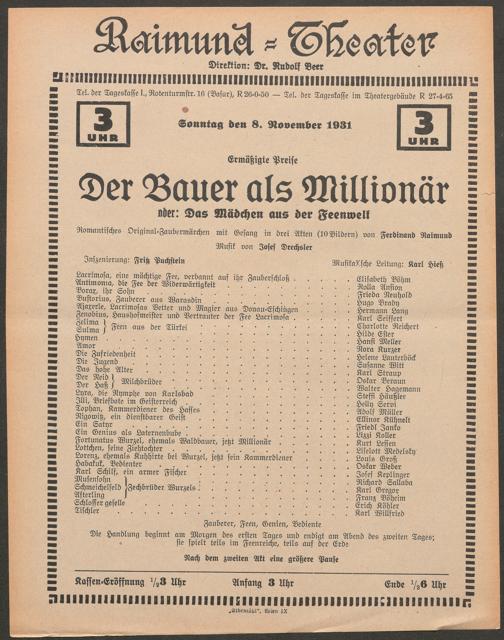 Raimund-Theater
Direktion: Dr. Rudolf Beer
Tel. der Tageskasse I., Rotenturmstr. 16 (Basar), R 26-0-50 — Tel. der Tageskasse im Theatergebäude R 27-4-65
3 UHR
Sonntag den 8. November 1931
3 UHR
Ermäßigte Preise
Der Bauer als Millionär
oder: Das Mädchen aus der Feenwelt
Romantisches Original-Zaubermärchen mit Gesang in drei Akten (10 Bildern) von Ferdinand Raimund
Musik von Josef Drechsler
Inszenierung: Fritz Puchstein Musikalische Leitung: Karl Hieß
Lacrimosa, eine mächtige Fee, verbannt auf ihr Zauberschloß . . . Elisabeth Böhm
Antimonia, die Fee der Widerwärtigkeit . . . Rolla Anston
Borax, ihr Sohn . . . Frieda Neuhold
Bustorius, Zauberer aus Warasdin . . . Hugo Brady
Ajaxerle, Lacrimosas Vetter und Magier aus Donau-Eschingen . . . Hermann Lang
Zenobius, Haushofmeister und Vertrauter der Fee Lacrimosa . . . Karl Seiffert
Zelima } Feen aus der Türkei . . . Charlotte Reichert
Zulma } . . . Hilde Ester
Hymen . . . Hansi Meller
Amor . . . Nora Kurzer
Die Zufriedenheit . . . Helene Lauterböck
Die Jugend . . . Susanne Witt
Das hohe Alter . . . Karl Straup
Der Neid } Milchbrüder . . . Oskar Beraun
Der Haß } . . . Walter Hagemann
Lyra, die Nymphe von Karlsbad . . . Steffi Häußler
Illi, Briefbote im Geisterreich . . . Helly Servi
Tophan, Kammerdiener des Hasses . . . Adolf Müller
Nigowitz, ein dienstbarer Geist . . . Ellinor Kühnelt
Ein Satyr . . . Friedl Janko
Ein Genius als Laternenbube . . . Lizzi Koller
Fortunatus Wurzel, ehemals Waldbauer, jetzt Millionär . . . Kurt Lessen
Lottchen, seine Ziehtochter . . . Liselott Medelsky
Lorenz, ehemals Kuhhirte bei Wurzel, jetzt sein Kammerdiener . . . Louis Groß
Habakuk, Bedienter . . . Oskar Weber
Karl Schilf, ein armer Fischer . . . Josef Keplinger
Musensohn } Zechbrüder Wurzels . . . Richard Sallaba
Schmeichelfeld } . . . Karl Gregor
Afterling } . . . Franz Böheim
Schlossergeselle . . . Erich Köhler
Tischler . . . Karl Willfried
Zauberer, Feen, Genien, Bediente
Die Handlung beginnt am Morgen des ersten Tages und endigt am Abend des zweiten Tages;
sie spielt teils im Feenreiche, teils auf der Erde
Nach dem zweiten Akt eine größere Pause
Kassen-Eröffnung 1/23 Uhr Anfang 3 Uhr Ende 1/26 Uhr